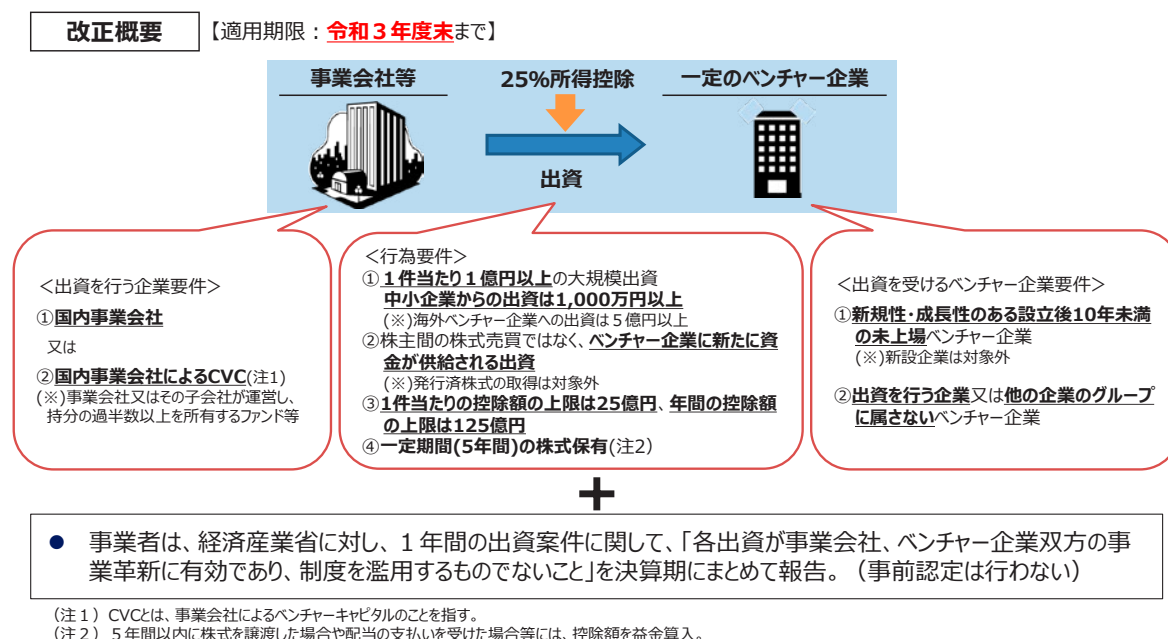 改正概要 【適用期限：令和３年度末まで】
事業会社等 25%所得控除 一定のベンチャー企業
出資
＜出資を行う企業要件＞
①国内事業会社
又は
②国内事業会社によるCVC(注1)
(※)事業会社又はその子会社が運営し、
持分の過半数以上を所有するファンド等
＜行為要件＞
①１件当たり１億円以上の大規模出資
中小企業からの出資は1,000万円以上
(※)海外ベンチャー企業への出資は５億円以上
②株主間の株式売買ではなく、ベンチャー企業に新たに資
金が供給される出資
(※)発行済株式の取得は対象外
③1件当たりの控除額の上限は25億円、年間の控除額
の上限は125億円
④一定期間(5年間)の株式保有(注2)
＜出資を受けるベンチャー企業要件＞
①新規性・成長性のある設立後10年未満
の未上場ベンチャー企業
(※)新設企業は対象外
②出資を行う企業又は他の企業のグループ
に属さないベンチャー企業
＋
● 事業者は、経済産業省に対し、１年間の出資案件に関して、「各出資が事業会社、ベンチャー企業双方の事
業革新に有効であり、制度を濫用するものでないこと」を決算期にまとめて報告。（事前認定は行わない）
（注１）CVCとは、事業会社によるベンチャーキャピタルのことを指す。
（注２）５年間以内に株式を譲渡した場合や配当の支払いを受けた場合等には、控除額を益金算入。